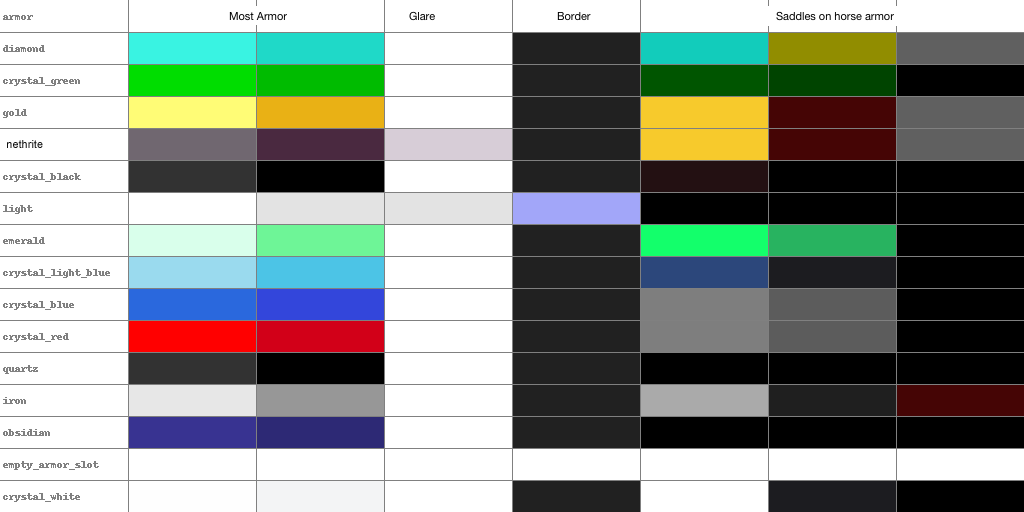 armor Most Armor Glare Border Saddles on horse armor
diamond
crystal_green
gold
nethrite
crystal_black
light
emerald
crystal_light_blue
crystal_blue
crystal_red
quartz
iron
obsidian
empty_armor_slot
crystal_white